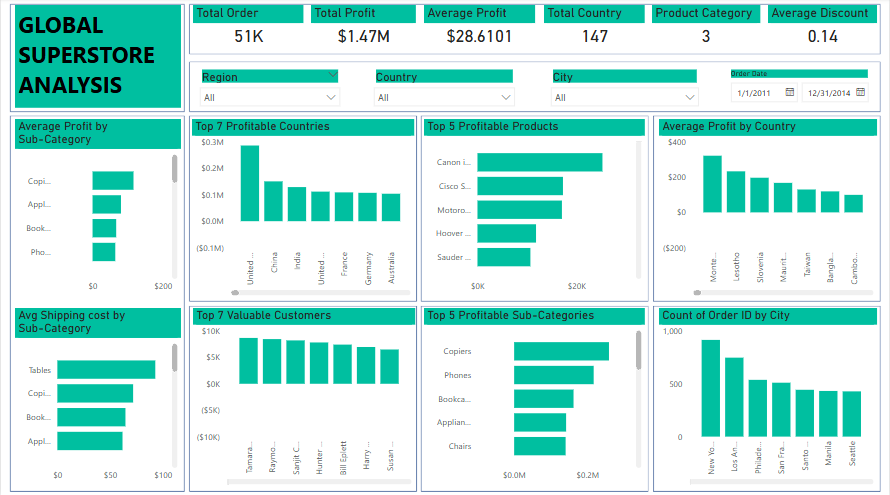 GLOBAL
SUPERSTORE
ANALYSIS
Total Order
51K
Total Profit
$1.47M
Average Profit
$28.6101
Total Country
147
Product Category
3
Average Discount
0.14
Region
All
Country
All
City
All
Order Date
1/1/2011
12/31/2014
Average Profit by
Sub-Category
Copi...
Appl...
Book...
Pho...
$0
$200
Top 7 Profitable Countries
$0.3M
$0.2M
$0.1M
$0.0M
($0.1M)
United ...
China
India
United ...
France
Germany
Australia
Top 5 Profitable Products
Canon i...
Cisco S...
Motoro...
Hoover ...
Sauder ...
$0K
$20K
Average Profit by Country
$400
$200
$0
($200)
Monte...
Lesotho
Slovenia
Maurit...
Taiwan
Bangla...
Cambo...
Avg Shipping cost by
Sub-Category
Tables
Copi...
Book...
Appl...
$0
$50
$100
Top 7 Valuable Customers
$10K
$5K
$0K
($5K)
($10K)
Tamara...
Raymo...
Sanjit C...
Hunter ...
Bill Eplett
Harry ...
Susan ...
Top 5 Profitable Sub-Categories
Copiers
Phones
Bookca...
Applian...
Chairs
$0.0M
$0.2M
Count of Order ID by City
1,000
500
0
New Yo...
Los An...
Philade...
San Fra...
Santo ...
Manila
Seattle